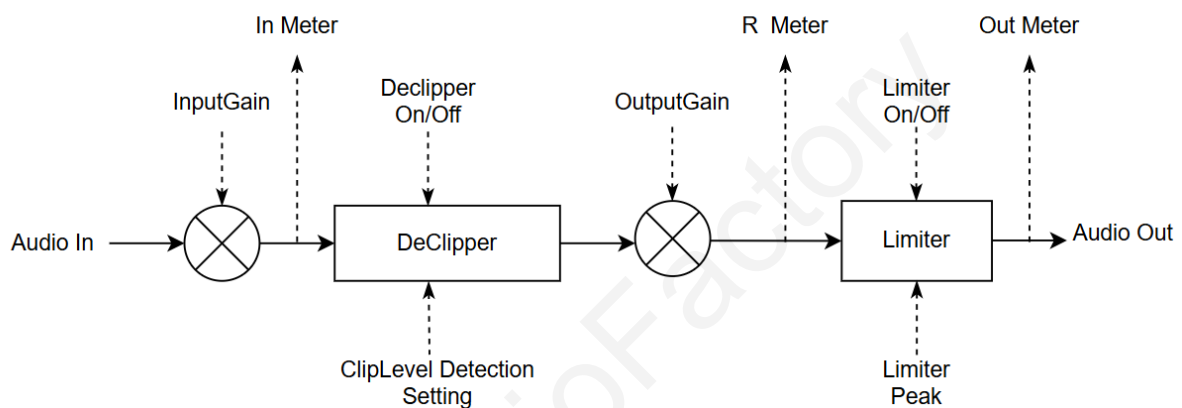 In Meter
R  Meter
Out Meter
InputGain
Declipper
On/Off
OutputGain
Limiter
On/Off
Audio In
DeClipper
Limiter
Audio Out
ClipLevel Detection
Setting
Limiter
Peak
ioFactory